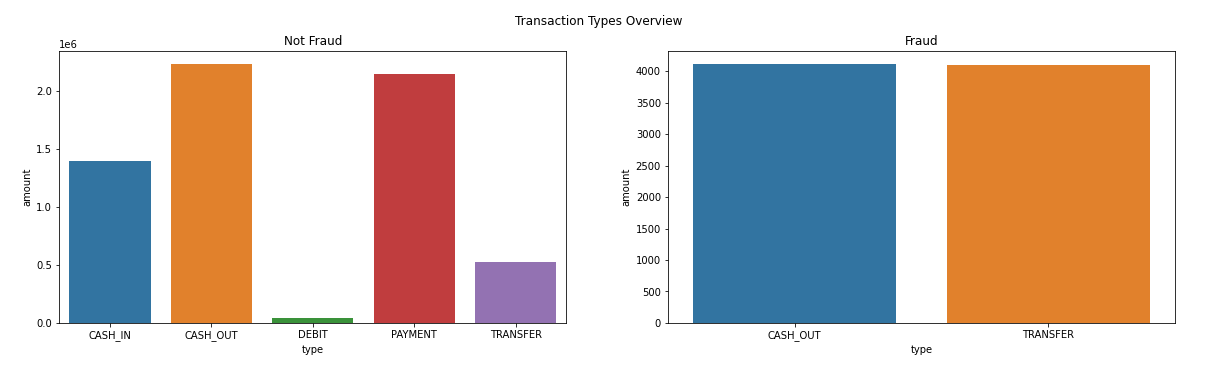 Transaction Types Overview
Not Fraud
1e6
2.0
1.5
1.0
0.5
0.0
amount
CASH_IN CASH_OUT DEBIT PAYMENT TRANSFER
type
Fraud
4000
3500
3000
2500
2000
1500
1000
500
0
amount
CASH_OUT TRANSFER
type